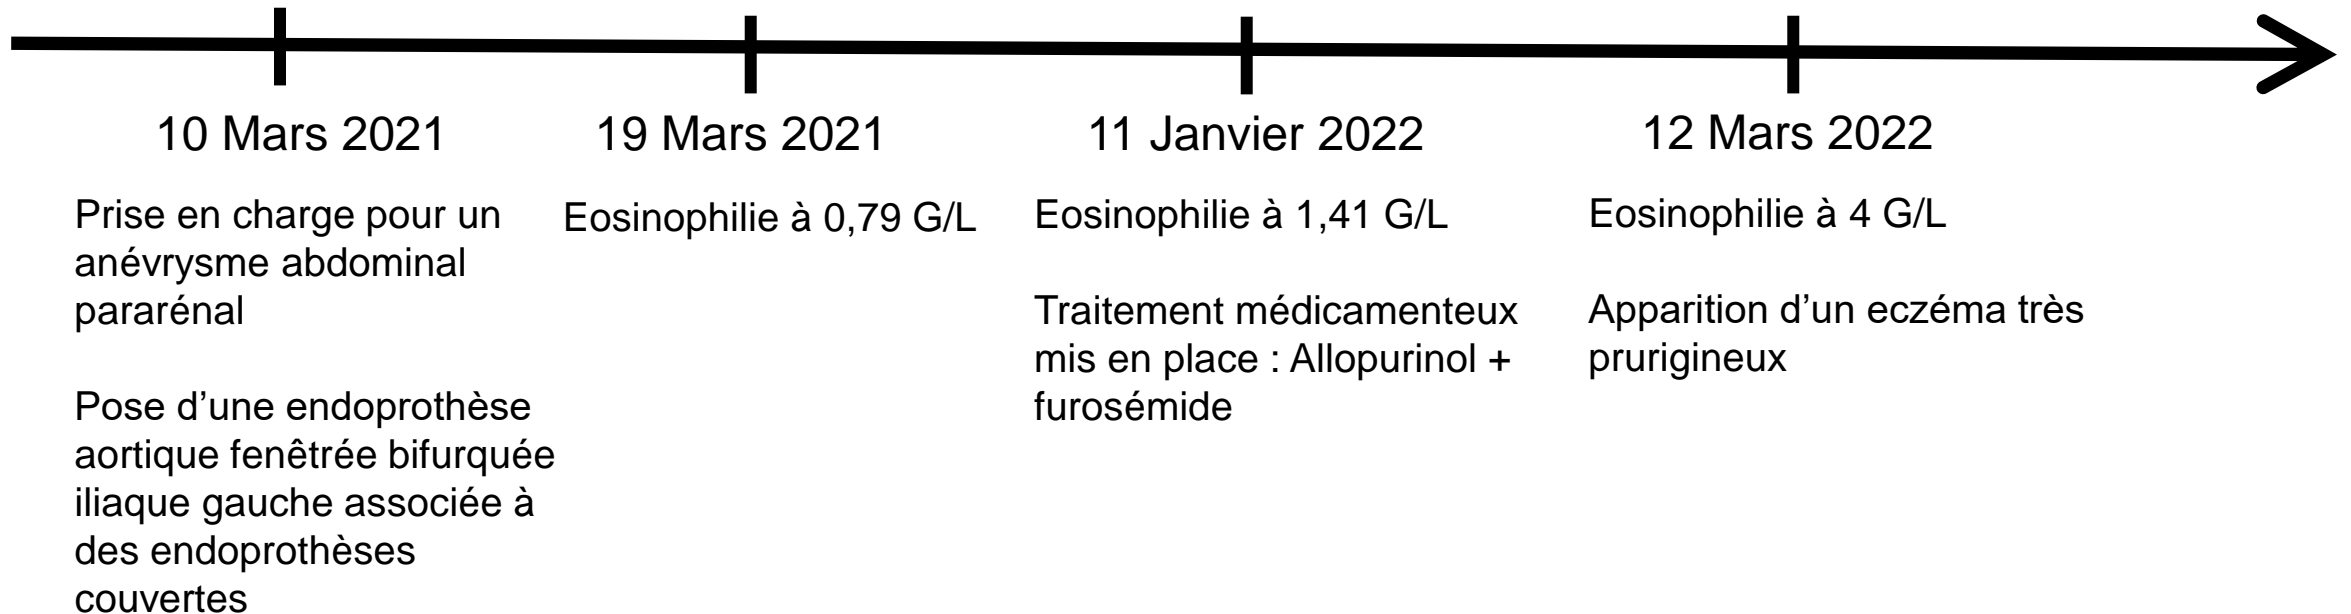 10 Mars 2021
Prise en charge pour un
anévrysme abdominal
pararénal
Pose d’une endoprothèse
aortique fenêtrée bifurquée
iliaque gauche associée à
des endoprothèses
couvertes
19 Mars 2021
Eosinophilie à 0,79 G/L
11 Janvier 2022
Eosinophilie à 1,41 G/L
Traitement médicamenteux
mis en place : Allopurinol +
furosémide
12 Mars 2022
Eosinophilie à 4 G/L
Apparition d’un eczéma très
prurigineux